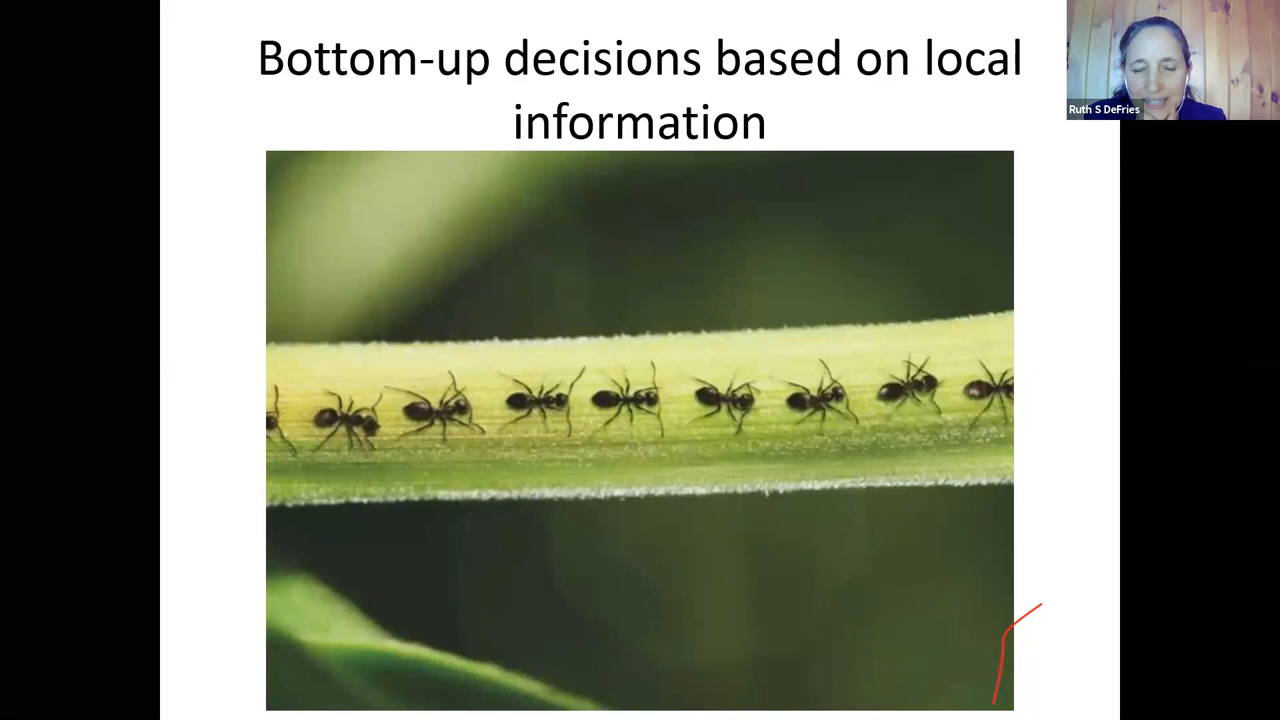 Bottom-up decisions based on local
information
Ruth S DeFries